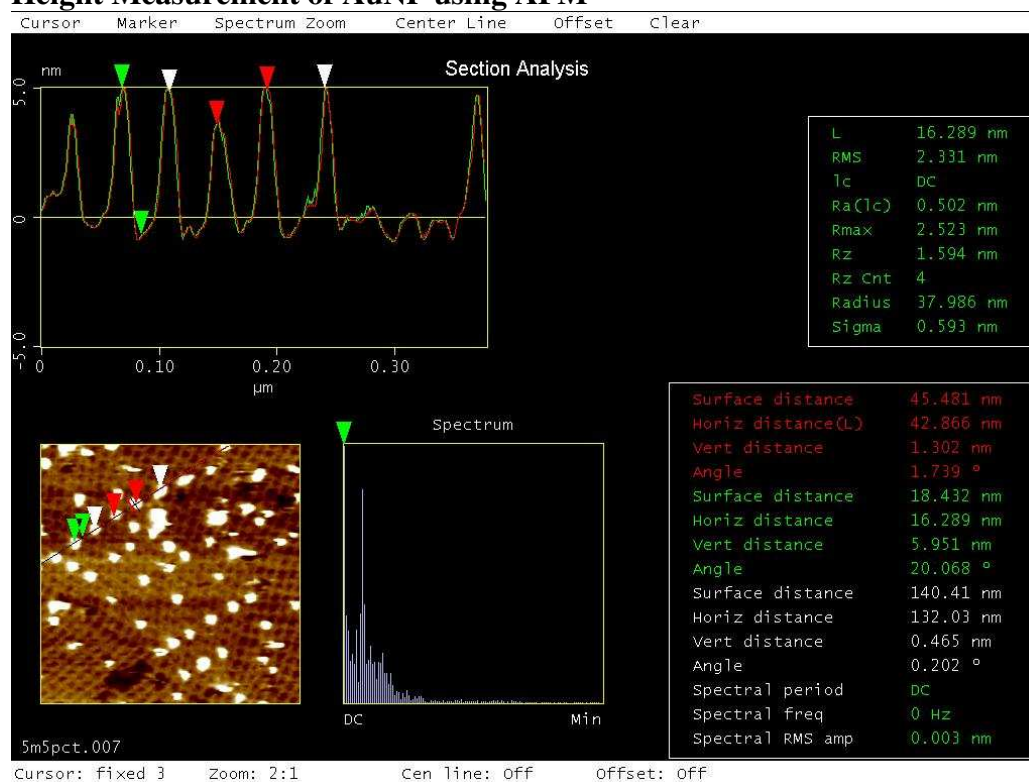 Height Measurement of AuNP using AFM
Cursor Marker Spectrum Zoom Center Line Offset Clear
nm
Section Analysis
5.0
0
-5.0
0 0.10 0.20 0.30
µm
L 16.289 nm
RMS 2.331 nm
lc DC
Ra(lc) 0.502 nm
Rmax 2.523 nm
Rz 1.594 nm
Rz Cnt 4
Radius 37.986 nm
Sigma 0.593 nm
Spectrum
DC Min
Surface distance 45.481 nm
Horiz distance(L) 42.866 nm
Vert distance 1.302 nm
Angle 1.739 °
Surface distance 18.432 nm
Horiz distance 16.289 nm
Vert distance 5.951 nm
Angle 20.068 °
Surface distance 140.41 nm
Horiz distance 132.03 nm
Vert distance 0.465 nm
Angle 0.202 °
Spectral period DC
Spectral freq 0 Hz
Spectral RMS amp 0.003 nm
5m5pct.007
Cursor: fixed 3 Zoom: 2:1 Cen line: Off Offset: Off